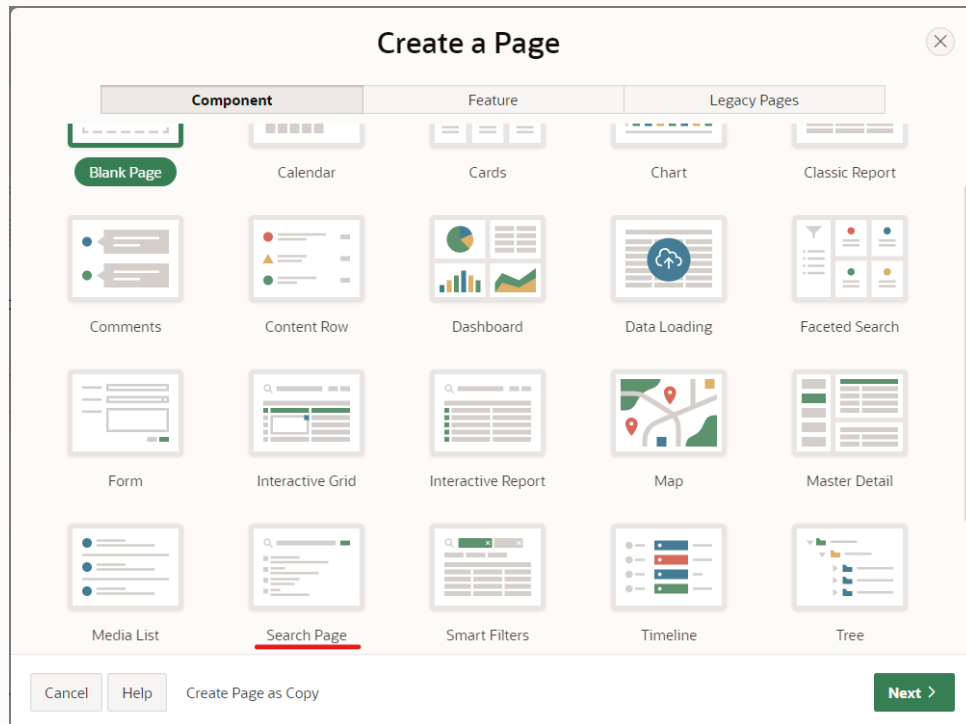 Create a Page
Component Feature Legacy Pages
Blank Page Calendar Cards Chart Classic Report
Comments Content Row Dashboard Data Loading Faceted Search
Form Interactive Grid Interactive Report Map Master Detail
Media List Search Page Smart Filters Timeline Tree
Cancel Help Create Page as Copy Next